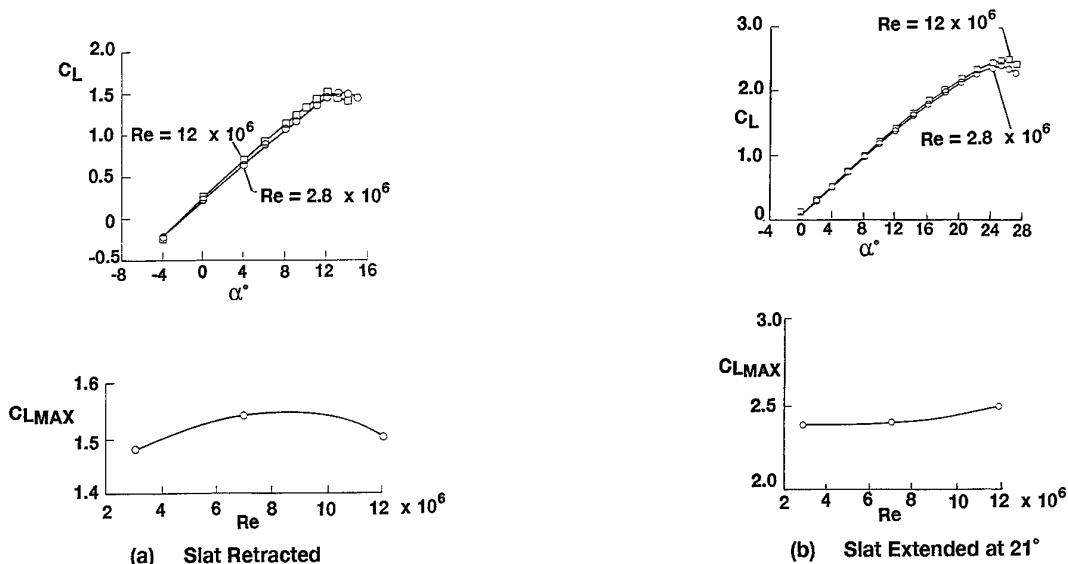 2.0
C_L
1.5
1.0
Re = 12 × 10^6
0.5
Re = 2.8 × 10^6
0
-0.5
-8 -4 0 4 8 12 16
α°
1.6
C_LMAX
1.5
1.4
2 4 6 8 10 12 × 10^6
Re
(a) Slat Retracted
3.0
Re = 12 × 10^6
2.0
C_L
Re = 2.8 × 10^6
1.0
0
-4 0 4 8 12 16 20 24 28
α°
3.0
C_LMAX
2.5
2.0
2 4 6 8 10 12 × 10^6
Re
(b) Slat Extended at 21°